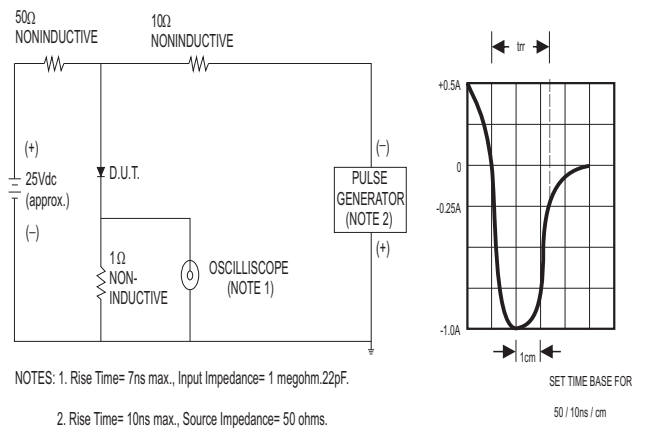 50Ω
NONINDUCTIVE
10Ω
NONINDUCTIVE
(+)
25Vdc
(approx.)
(–)
D.U.T.
1Ω
NON-
INDUCTIVE
OSCILLISCOPE
(NOTE 1)
(–)
PULSE
GENERATOR
(NOTE 2)
(+)
trr
+0.5A
0
-0.25A
-1.0A
1cm
SET TIME BASE FOR
50 / 10ns / cm
NOTES: 1. Rise Time= 7ns max., Input Impedance= 1 megohm.22pF.
2. Rise Time= 10ns max., Source Impedance= 50 ohms.